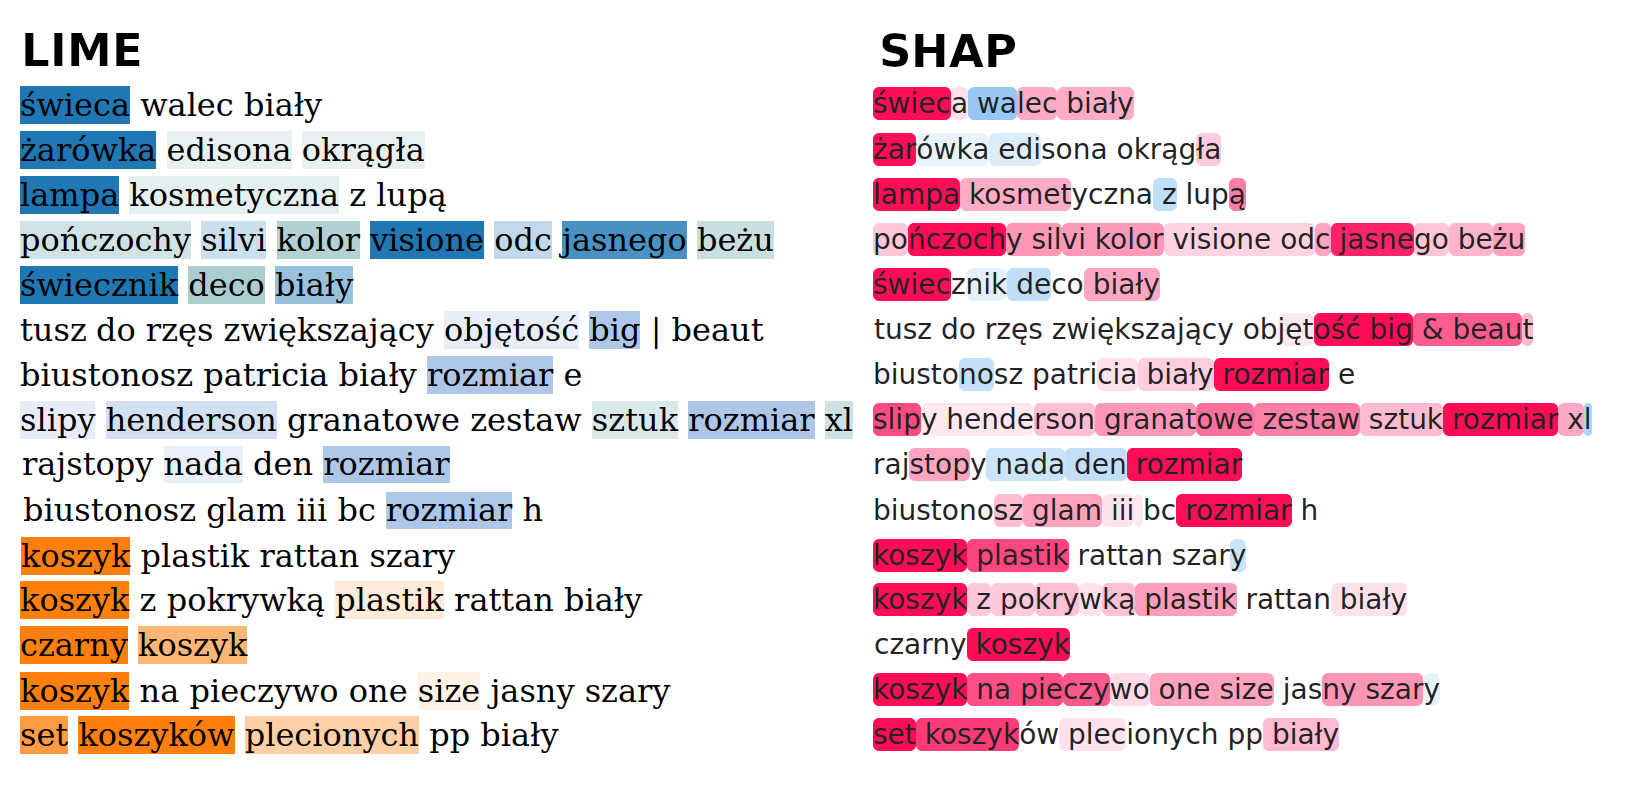 LIME
świeca walec biały
żarówka edisona okrągła
lampa kosmetyczna z lupą
pończochy silvi kolor visione odc jasnego beżu
świecznik deco biały
tusz do rzęs zwiększający objętość big | beaut
biustonosz patricia biały rozmiar e
slipy henderson granatowe zestaw sztuk rozmiar xl
rajstopy nada den rozmiar
biustonosz glam iii bc rozmiar h
koszyk plastik rattan szary
koszyk z pokrywką plastik rattan biały
czarny koszyk
koszyk na pieczywo one size jasny szary
set koszyków plecionych pp biały
SHAP
świeca walec biały
żarówka edisona okrągła
lampa kosmetyczna z lupą
pończochy silvi kolor visione odc jasnego beżu
świecznik deco biały
tusz do rzęs zwiększający objętość big & beaut
biustonosz patricia biały rozmiar e
slipy henderson granatowe zestaw sztuk rozmiar xl
rajstopy nada den rozmiar
biustonosz glam iii bc rozmiar h
koszyk plastik rattan szary
koszyk z pokrywką plastik rattan biały
czarny koszyk
koszyk na pieczywo one size jasny szary
set koszyków plecionych pp biały